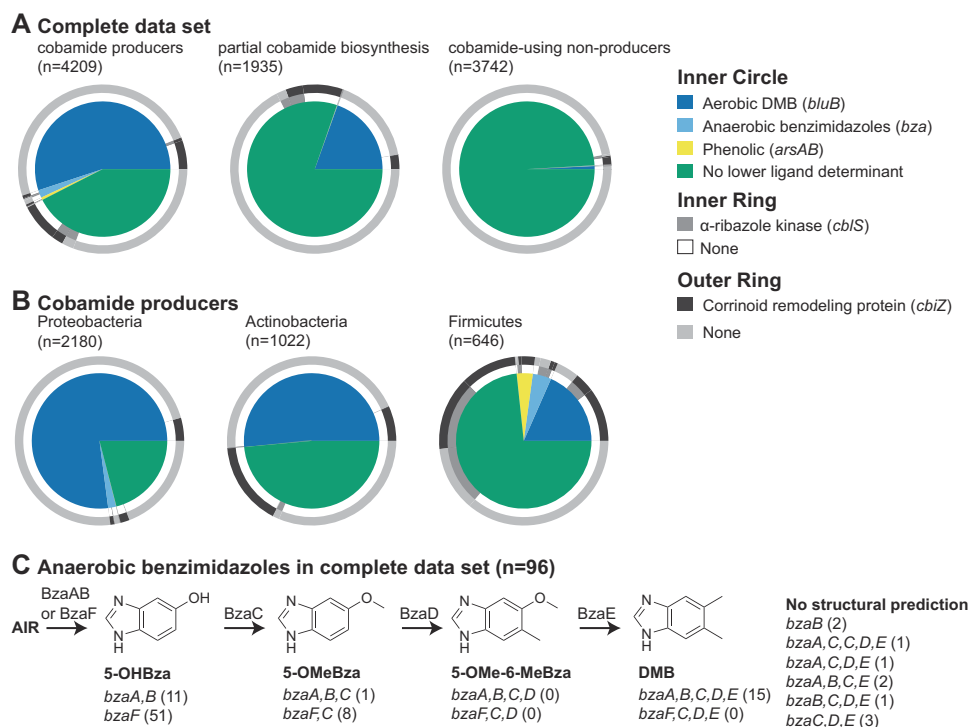 A Complete data set
cobamide producers
(n=4209)
partial cobamide biosynthesis
(n=1935)
cobamide-using non-producers
(n=3742)
Inner Circle
Aerobic DMB (bluB)
Anaerobic benzimidazoles (bza)
Phenolic (arsAB)
No lower ligand determinant
Inner Ring
α-ribazole kinase (cblS)
None
Outer Ring
Corrinoid remodeling protein (cbiZ)
None
B Cobamide producers
Proteobacteria
(n=2180)
Actinobacteria
(n=1022)
Firmicutes
(n=646)
C Anaerobic benzimidazoles in complete data set (n=96)
AIR
BzaAB
or BzaF
N
N
H
OH
5-OHBza
bzaA,B (11)
bzaF (51)
BzaC
N
N
H
O
5-OMeBza
bzaA,B,C (1)
bzaF,C (8)
BzaD
N
N
H
O
5-OMe-6-MeBza
bzaA,B,C,D (0)
bzaF,C,D (0)
BzaE
N
N
H
DMB
bzaA,B,C,D,E (15)
bzaF,C,D,E (0)
No structural prediction
bzaB (2)
bzaA,C,C,D,E (1)
bzaA,C,D,E (1)
bzaA,B,C,E (2)
bzaB,C,D,E (1)
bzaC,D,E (3)